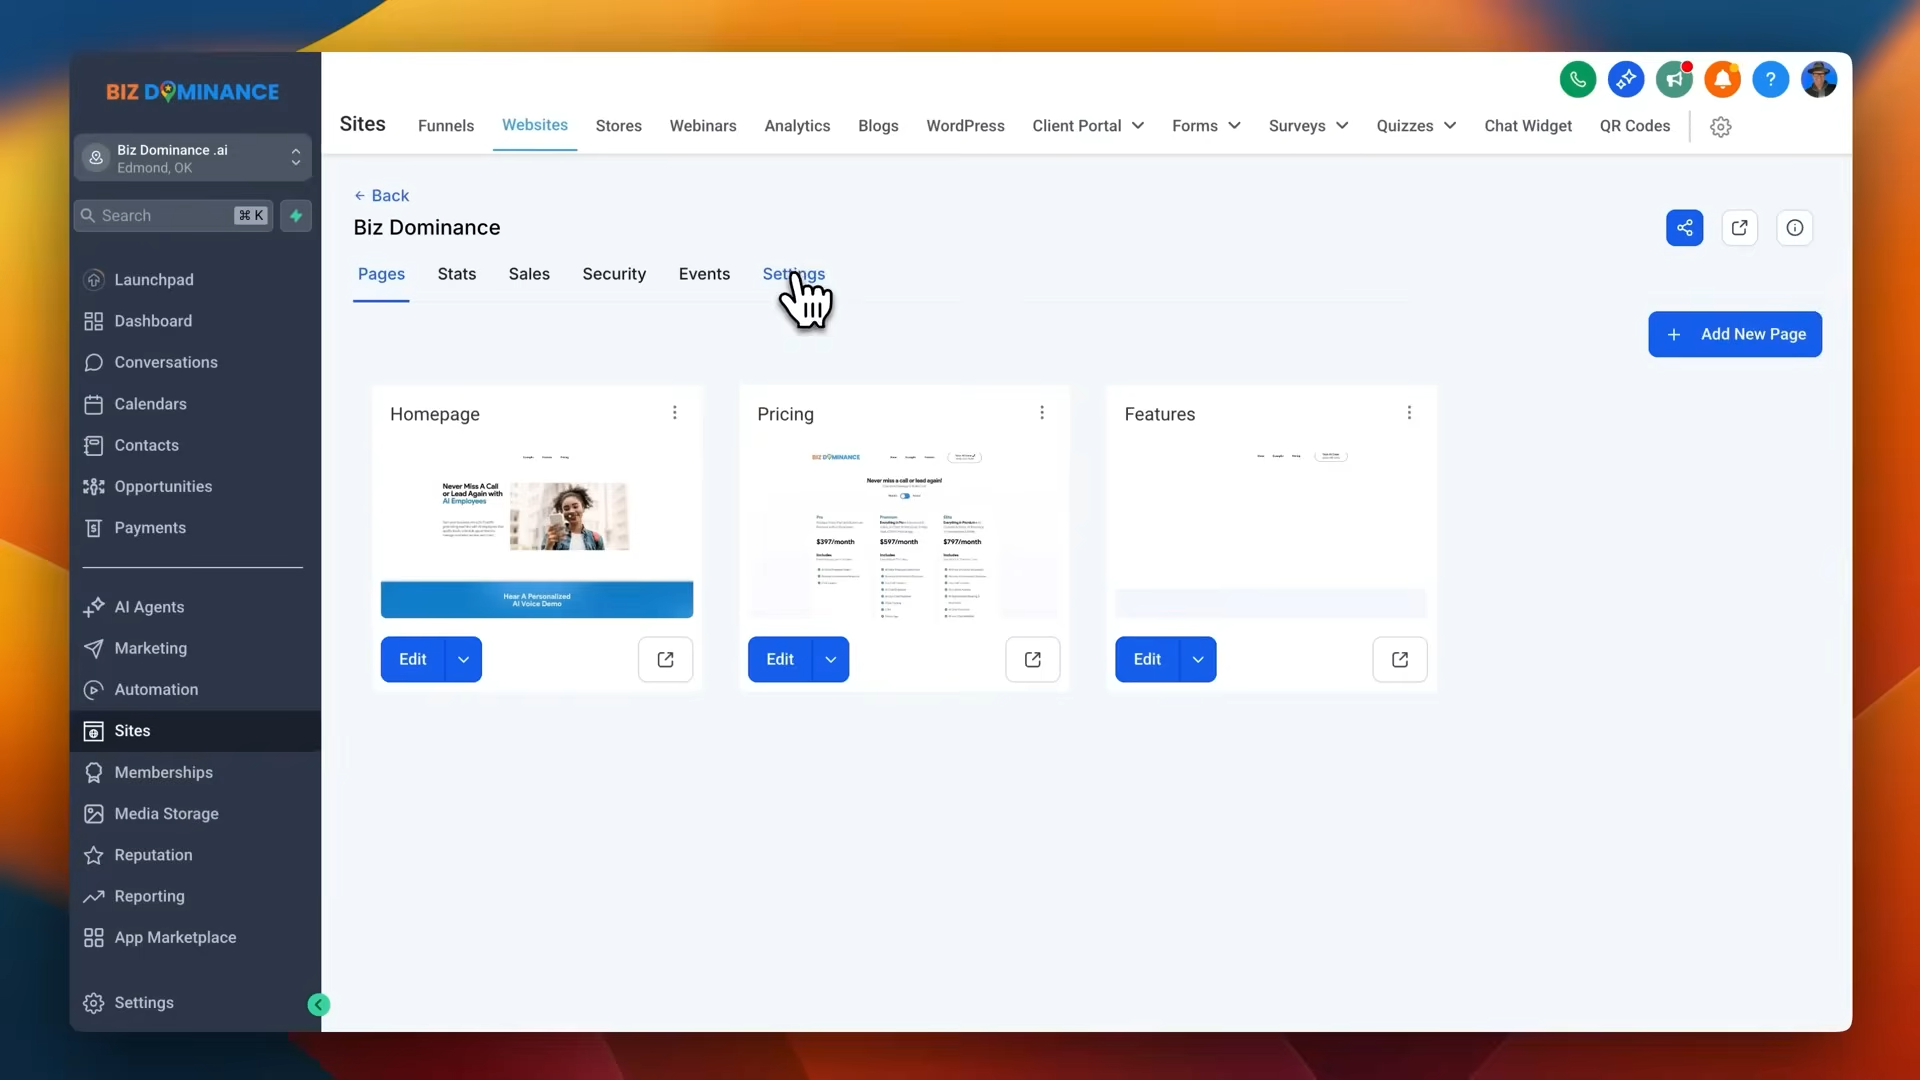 BIZ DOMINANCE
Biz Dominance .ai
Edmond, OK
Search
⌘ K
Launchpad
Dashboard
Conversations
Calendars
Contacts
Opportunities
Payments
AI Agents
Marketing
Automation
Sites
Memberships
Media Storage
Reputation
Reporting
App Marketplace
Settings
Sites
Funnels
Websites
Stores
Webinars
Analytics
Blogs
WordPress
Client Portal
Forms
Surveys
Quizzes
Chat Widget
QR Codes
← Back
Biz Dominance
Pages
Stats
Sales
Security
Events
Settings
+ Add New Page
Homepage
Never Miss A Call
or Lead Again with
AI Employees
Hear A Personalized
AI Voice Demo
Edit
Pricing
BIZ DOMINANCE
Never miss a call or lead again!
$397/month
$597/month
$797/month
Includes
Includes
Includes
Edit
Features
Edit